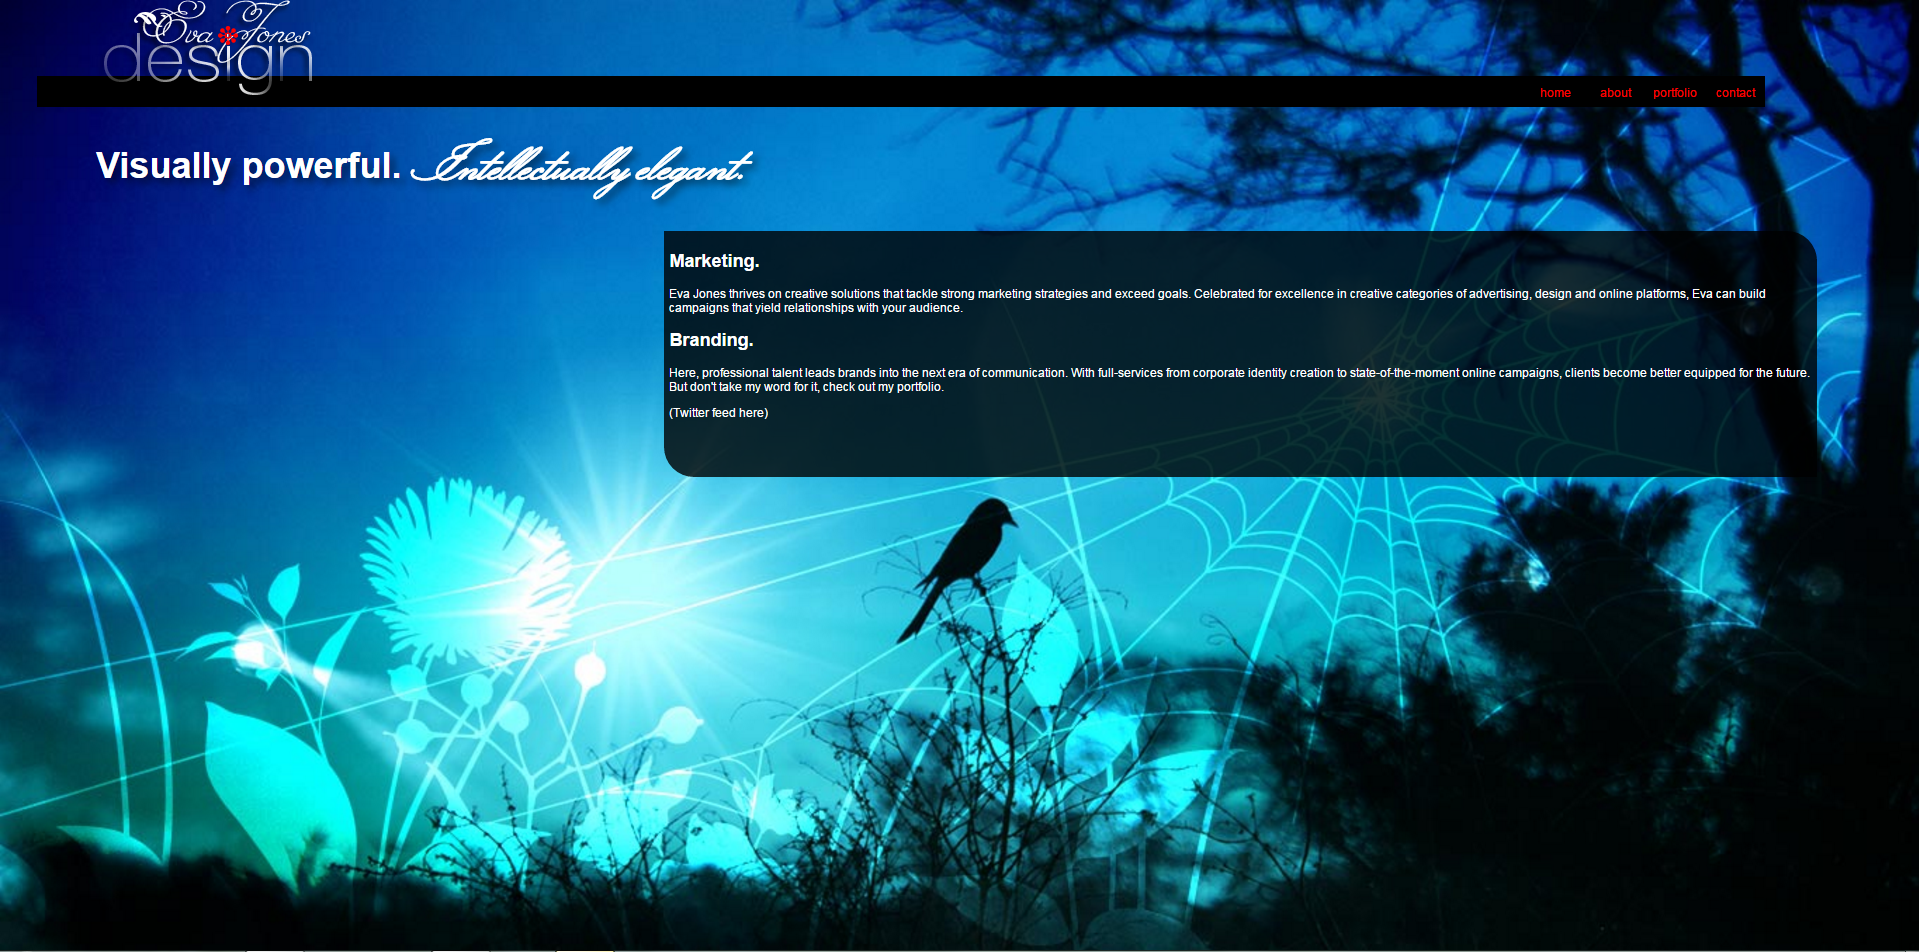 Eva Jones
design
home about portfolio contact
Visually powerful. Intellectually elegant.
Marketing.
Eva Jones thrives on creative solutions that tackle strong marketing strategies and exceed goals. Celebrated for excellence in creative categories of advertising, design and online platforms, Eva can build
campaigns that yield relationships with your audience.
Branding.
Here, professional talent leads brands into the next era of communication. With full-services from corporate identity creation to state-of-the-moment online campaigns, clients become better equipped for the future.
But don't take my word for it, check out my portfolio.
(Twitter feed here)